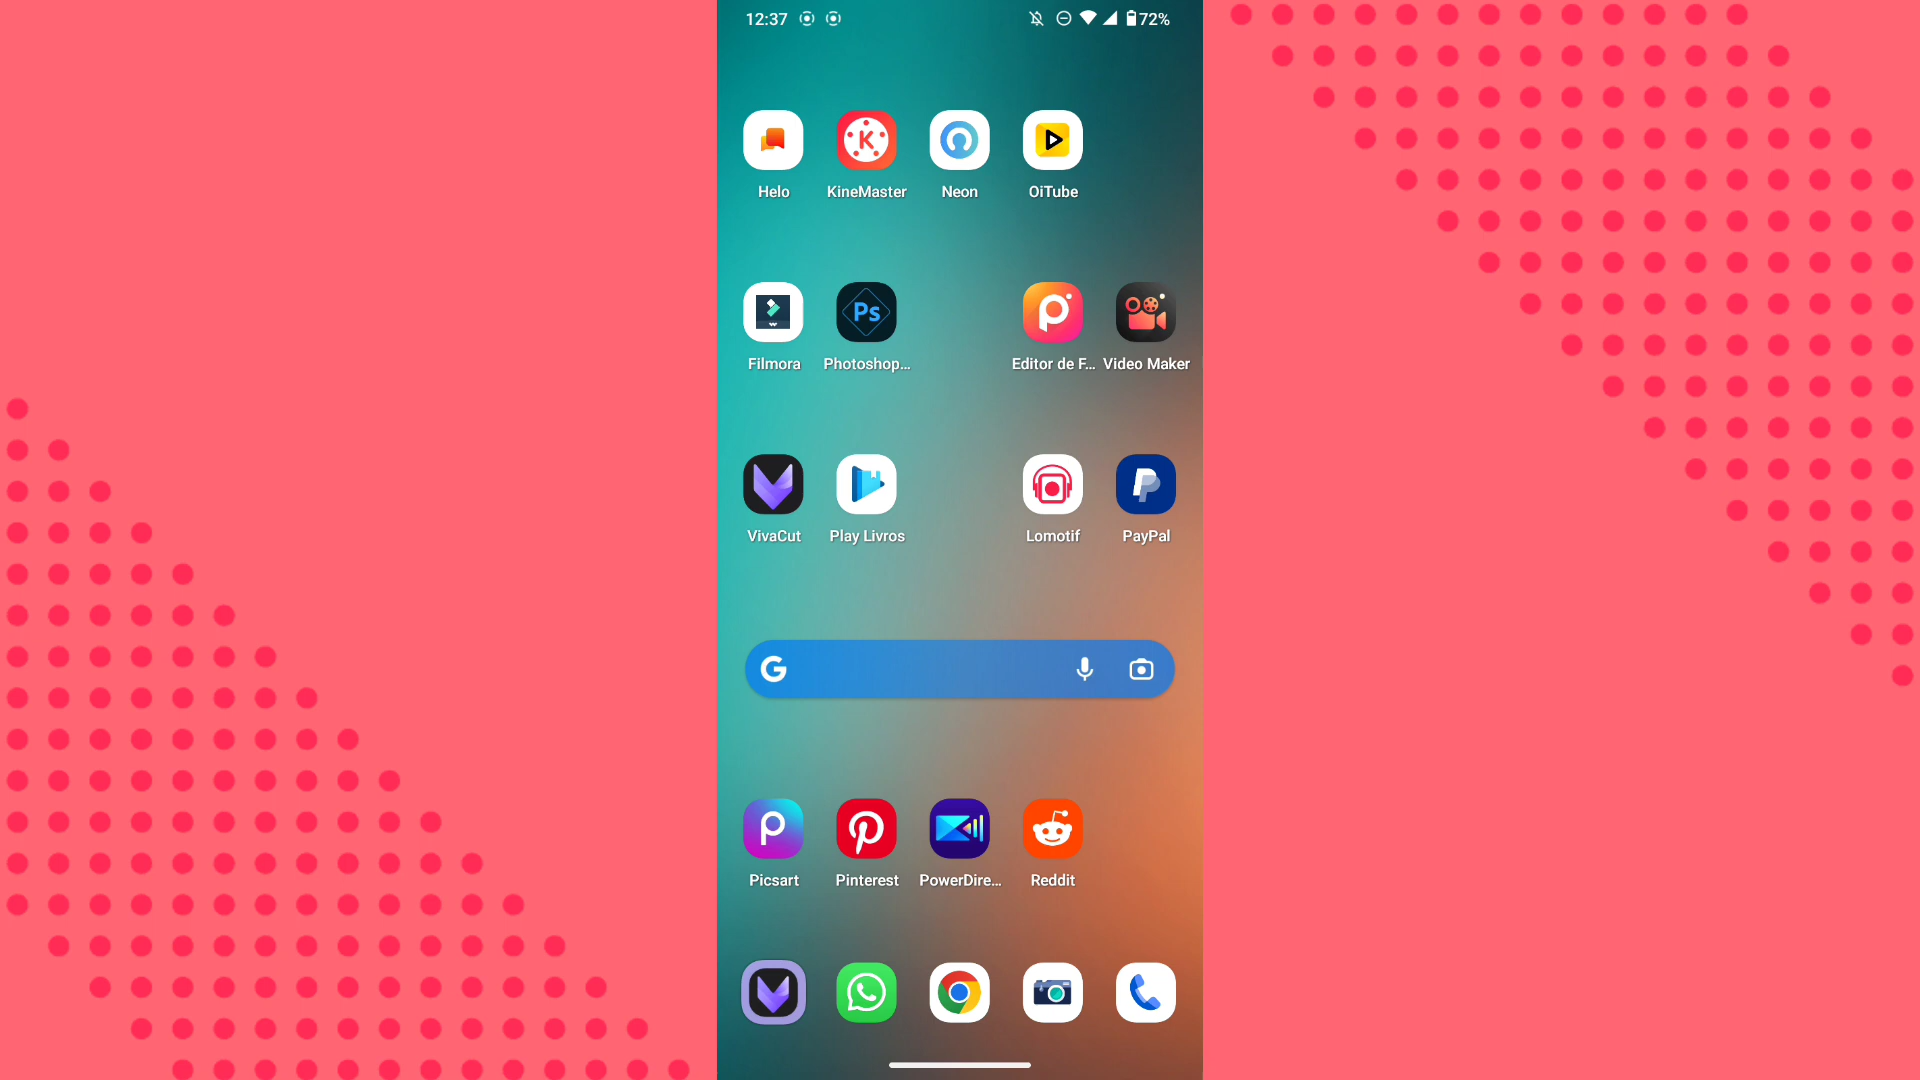 12:37 72%
Helo KineMaster Neon OiTube
Ps
Filmora Photoshop... Editor de F... Video Maker
VivaCut Play Livros Lomotif PayPal
Picsart Pinterest PowerDire... Reddit